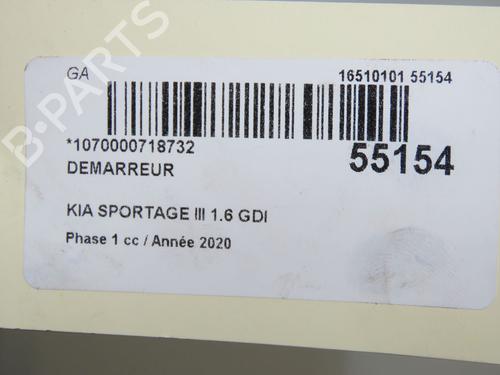 GA
16510101 55154
*1070000718732
55154
DEMARREUR
KIA SPORTAGE III 1.6 GDI
Phase 1 cc / Année 2020
B-PARTS